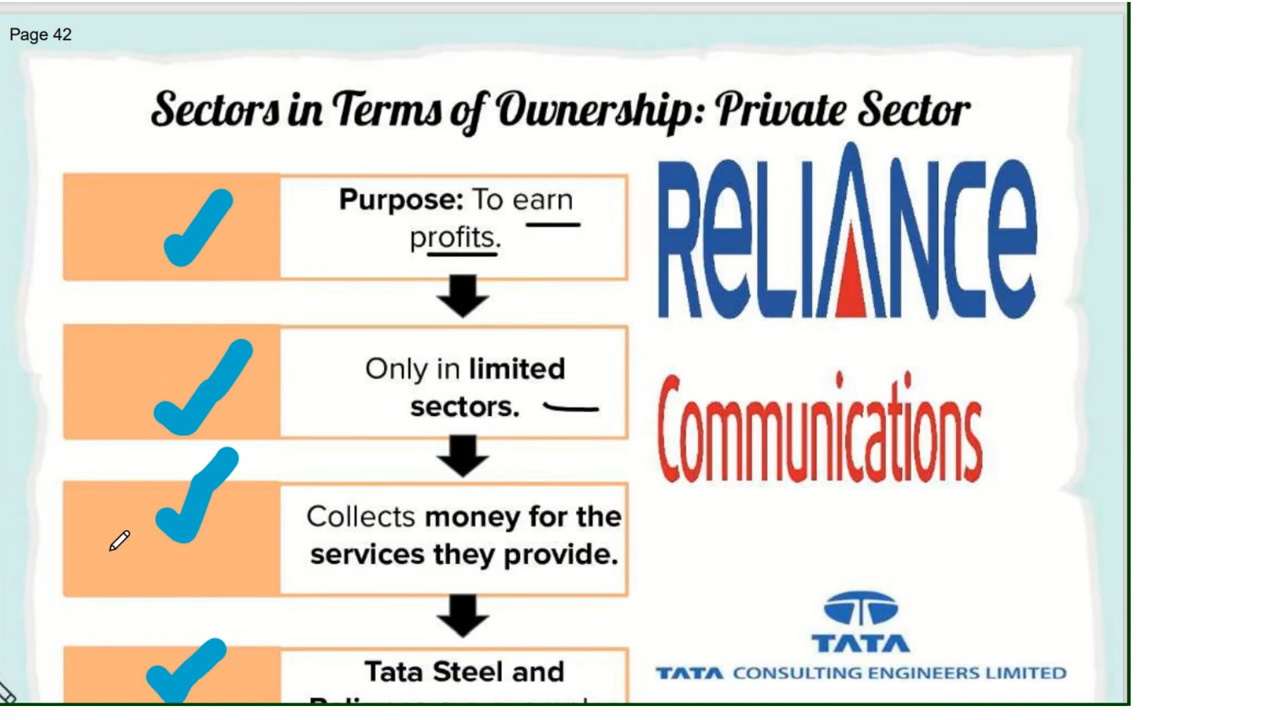 Page 42
Sectors in Terms of Ownership: Private Sector
Purpose: To earn
profits.
Only in limited
sectors.
Collects money for the
services they provide.
Tata Steel and
RELIANCE
Communications
TATA
TATA CONSULTING ENGINEERS LIMITED